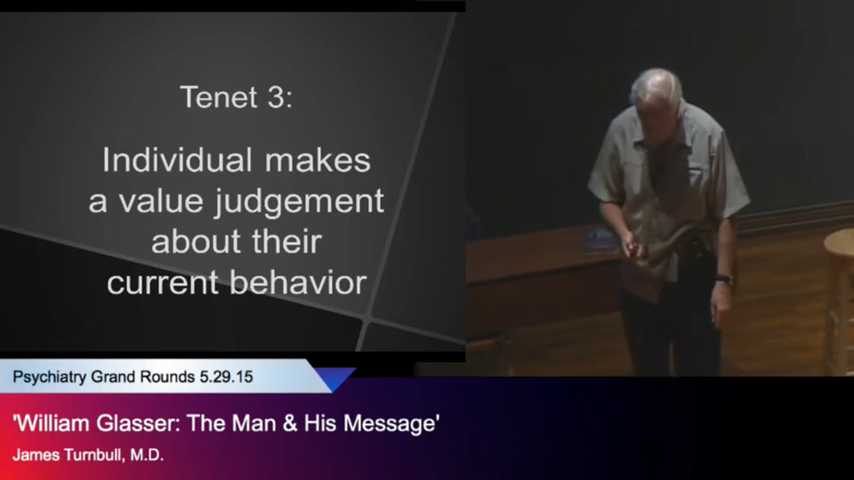 Tenet 3:
Individual makes
a value judgement
about their
current behavior
Psychiatry Grand Rounds 5.29.15
'William Glasser: The Man & His Message'
James Turnbull, M.D.